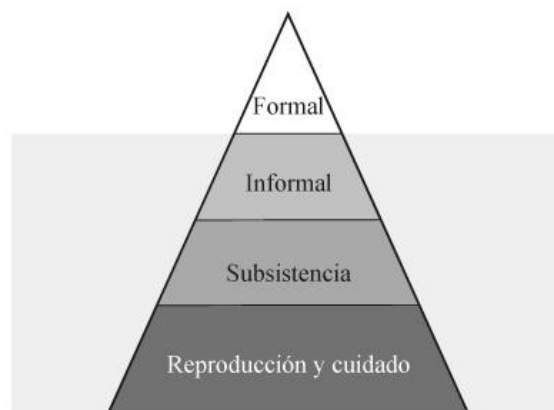 Formal
Informal
Subsistencia
Reproducción y cuidado